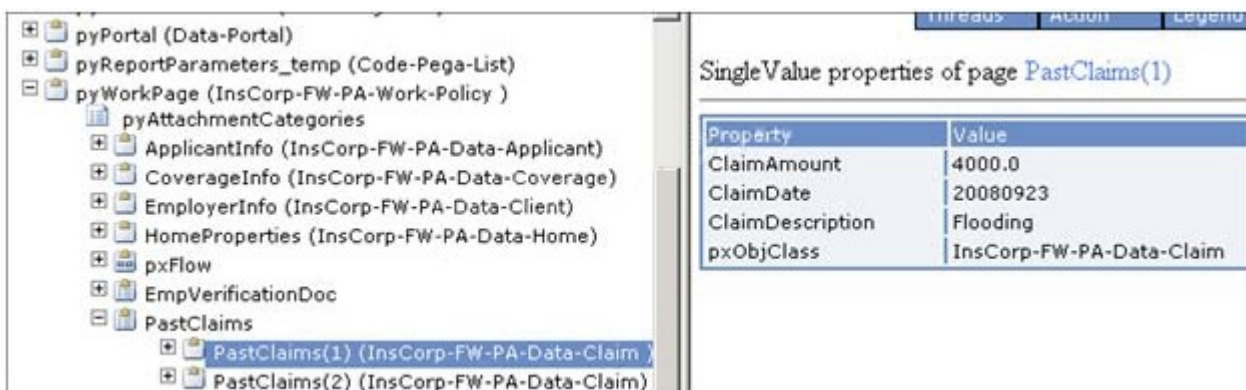 pyPortal (Data-Portal)
pyReportParameters_temp (Code-Pega-List)
pyWorkPage (InsCorp-FW-PA-Work-Policy )
pyAttachmentCategories
ApplicantInfo (InsCorp-FW-PA-Data-Applicant)
CoverageInfo (InsCorp-FW-PA-Data-Coverage)
EmployerInfo (InsCorp-FW-PA-Data-Client)
HomeProperties (InsCorp-FW-PA-Data-Home)
pxFlow
EmpVerificationDoc
PastClaims
PastClaims(1) (InsCorp-FW-PA-Data-Claim )
PastClaims(2) (InsCorp-FW-PA-Data-Claim)
Threads Action Legend
SingleValue properties of page PastClaims(1)
Property Value
ClaimAmount 4000.0
ClaimDate 20080923
ClaimDescription Flooding
pxObjClass InsCorp-FW-PA-Data-Claim